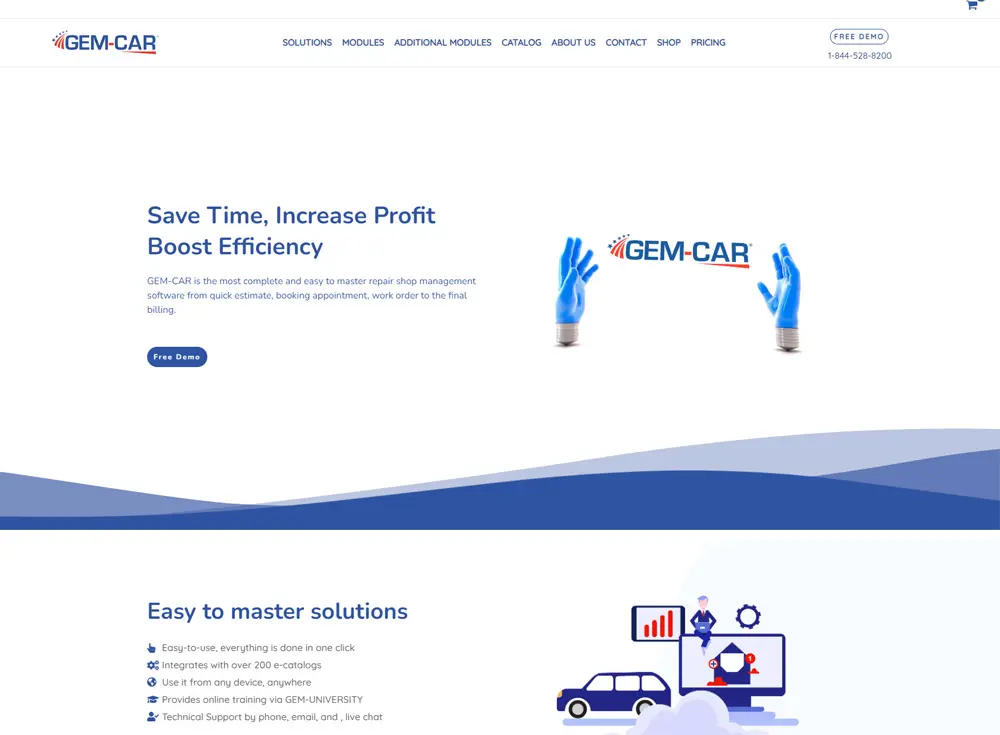 GEM-CAR
SOLUTIONS MODULES ADDITIONAL MODULES CATALOG ABOUT US CONTACT SHOP PRICING
FREE DEMO
1-844-528-8200
Save Time, Increase Profit
Boost Efficiency
GEM-CAR is the most complete and easy to master repair shop management
software from quick estimate, booking appointment, work order to the final
billing.
Free Demo
GEM-CAR
Easy to master solutions
Easy-to-use, everything is done in one click
Integrates with over 200 e-catalogs
Use it from any device, anywhere
Provides online training via GEM-UNIVERSITY
Technical Support by phone, email, and , live chat
1